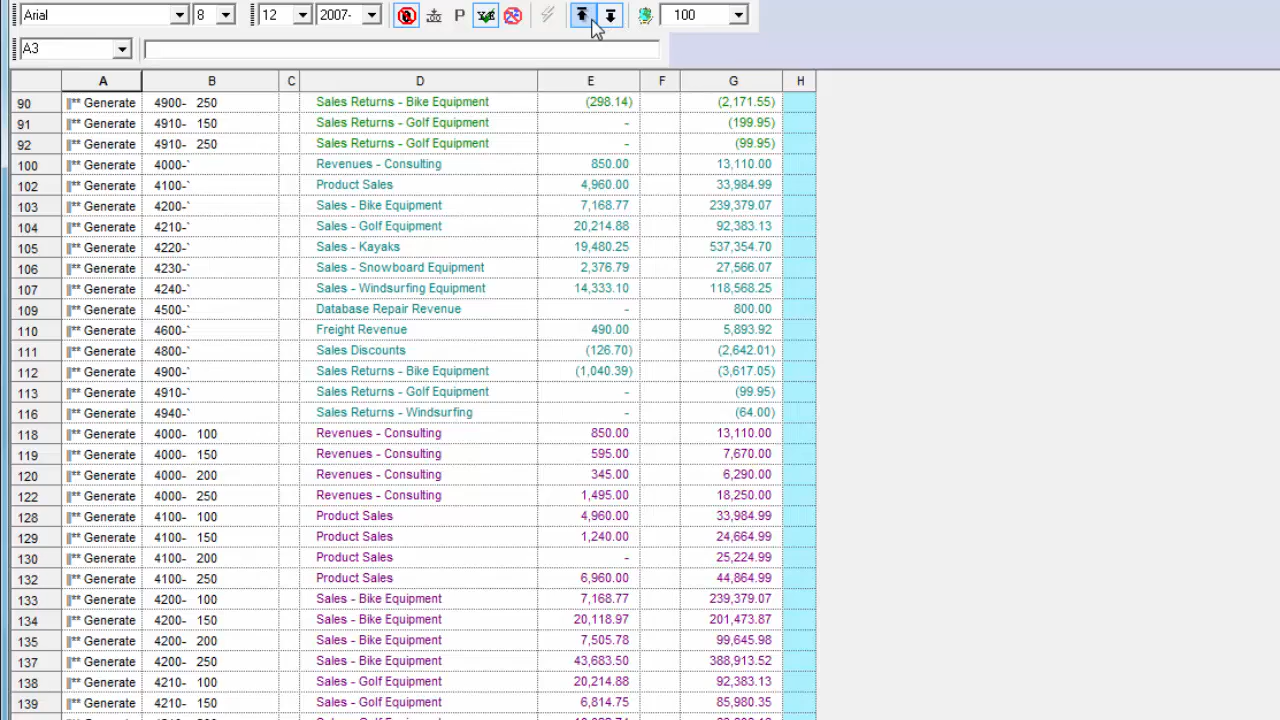 Arial 8 12 2007- P 100
A3
A B C D E F G H
90 ||** Generate 4900- 250 Sales Returns - Bike Equipment (298.14) (2,171.55)
91 ||** Generate 4910- 150 Sales Returns - Golf Equipment - (199.95)
92 ||** Generate 4910- 250 Sales Returns - Golf Equipment - (99.95)
100 ||** Generate 4000-` Revenues - Consulting 850.00 13,110.00
102 ||** Generate 4100-` Product Sales 4,960.00 33,984.99
103 ||** Generate 4200-` Sales - Bike Equipment 7,168.77 239,379.07
104 ||** Generate 4210-` Sales - Golf Equipment 20,214.88 92,383.13
105 ||** Generate 4220-` Sales - Kayaks 19,480.25 537,354.70
106 ||** Generate 4230-` Sales - Snowboard Equipment 2,376.79 27,566.07
107 ||** Generate 4240-` Sales - Windsurfing Equipment 14,333.10 118,568.25
109 ||** Generate 4500-` Database Repair Revenue - 800.00
110 ||** Generate 4600-` Freight Revenue 490.00 5,893.92
111 ||** Generate 4800-` Sales Discounts (126.70) (2,642.01)
112 ||** Generate 4900-` Sales Returns - Bike Equipment (1,040.39) (3,617.05)
113 ||** Generate 4910-` Sales Returns - Golf Equipment - (99.95)
116 ||** Generate 4940-` Sales Returns - Windsurfing - (64.00)
118 ||** Generate 4000- 100 Revenues - Consulting 850.00 13,110.00
119 ||** Generate 4000- 150 Revenues - Consulting 595.00 7,670.00
120 ||** Generate 4000- 200 Revenues - Consulting 345.00 6,290.00
122 ||** Generate 4000- 250 Revenues - Consulting 1,495.00 18,250.00
128 ||** Generate 4100- 100 Product Sales 4,960.00 33,984.99
129 ||** Generate 4100- 150 Product Sales 1,240.00 24,664.99
130 ||** Generate 4100- 200 Product Sales - 25,224.99
132 ||** Generate 4100- 250 Product Sales 6,960.00 44,864.99
133 ||** Generate 4200- 100 Sales - Bike Equipment 7,168.77 239,379.07
134 ||** Generate 4200- 150 Sales - Bike Equipment 20,118.97 201,473.87
135 ||** Generate 4200- 200 Sales - Bike Equipment 7,505.78 99,645.98
137 ||** Generate 4200- 250 Sales - Bike Equipment 43,683.50 388,913.52
138 ||** Generate 4210- 100 Sales - Golf Equipment 20,214.88 92,383.13
139 ||** Generate 4210- 150 Sales - Golf Equipment 6,814.75 85,980.35